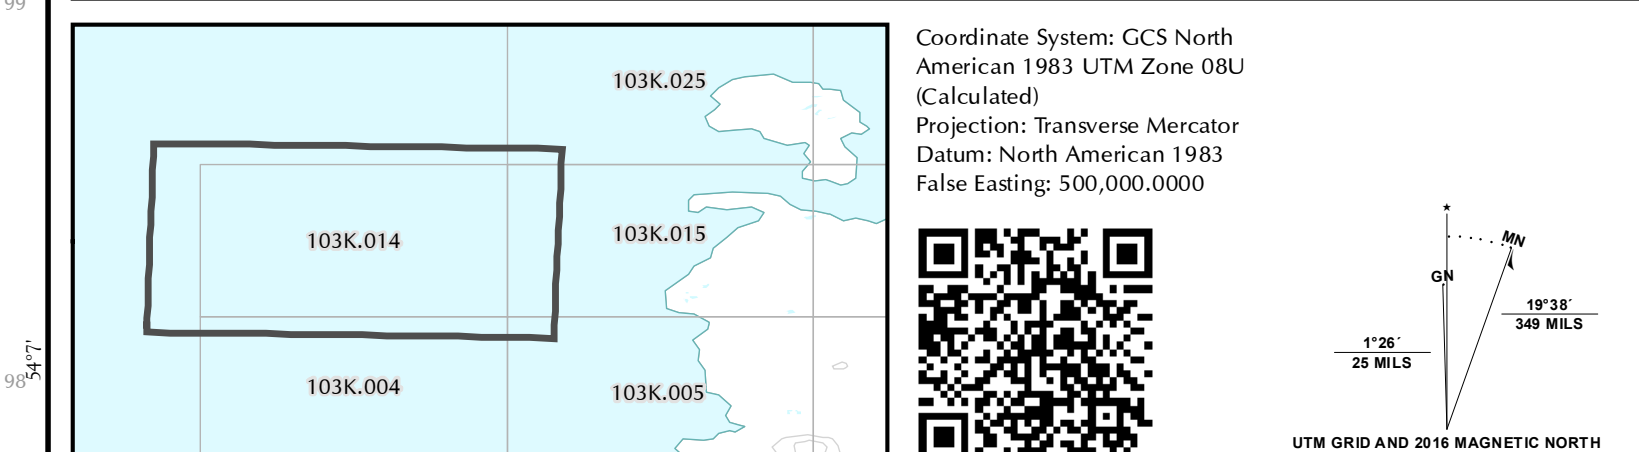 99
103K.025
103K.014
103K.015
103K.004
103K.005
54°7'
98
Coordinate System: GCS North
American 1983 UTM Zone 08U
(Calculated)
Projection: Transverse Mercator
Datum: North American 1983
False Easting: 500,000.0000
MN
GN
19°38´
349 MILS
1°26´
25 MILS
UTM GRID AND 2016 MAGNETIC NORTH